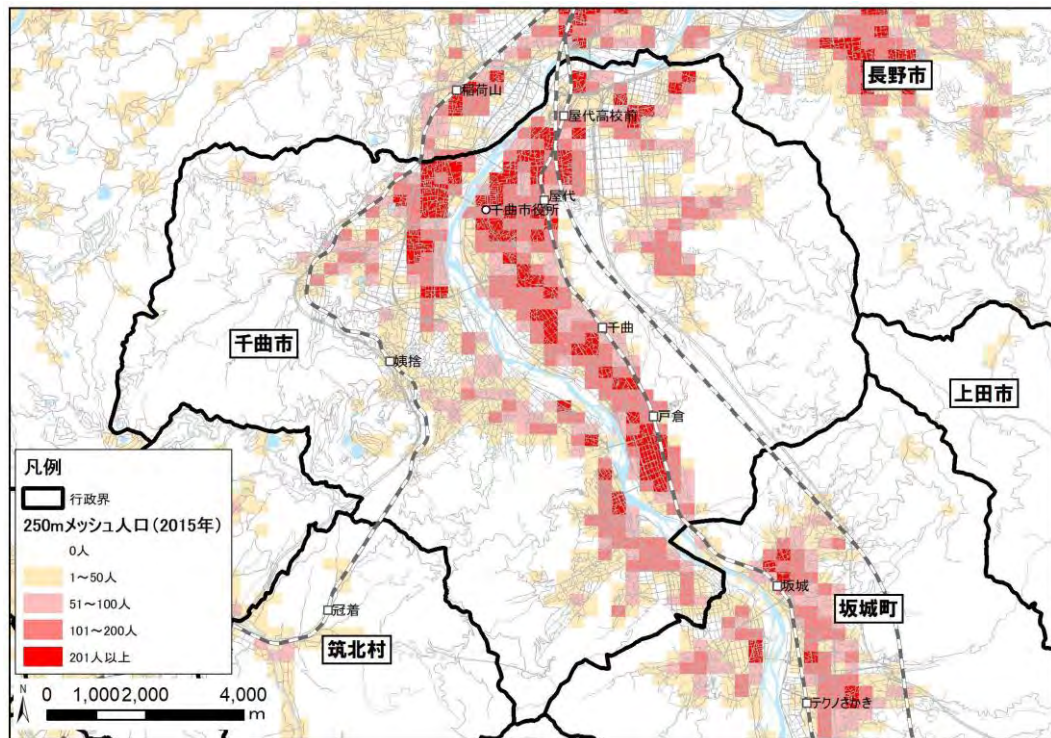 長野市
稲荷山
屋代高校前
屋代
千曲市役所
千曲市
千曲
姨捨
上田市
戸倉
凡例
行政界
250mメッシュ人口(2015年)
0人
1~50人
51~100人
101~200人
201人以上
坂城
冠着
坂城町
筑北村
N
0 1,000 2,000 4,000
m
テクノさかき